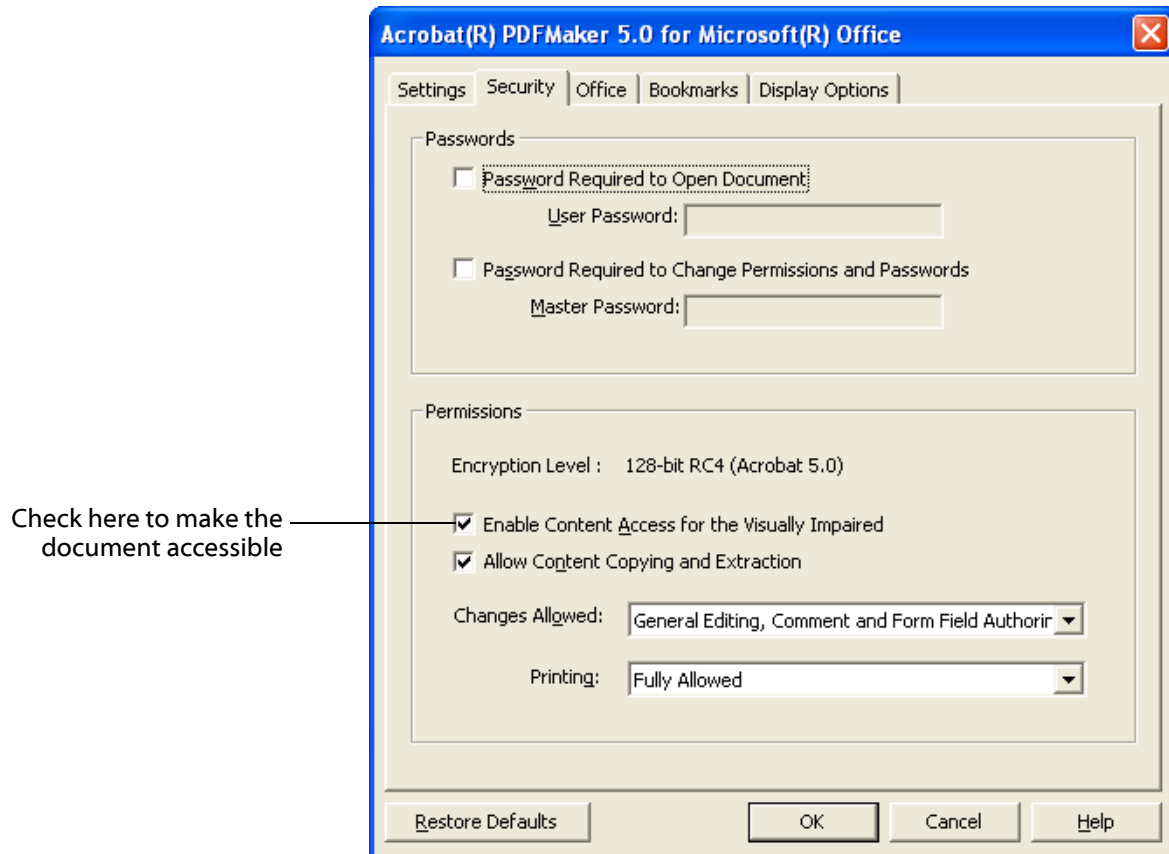 Acrobat(R) PDFMaker 5.0 for Microsoft(R) Office
Settings Security Office Bookmarks Display Options
Passwords
Password Required to Open Document
User Password:
Password Required to Change Permissions and Passwords
Master Password:
Permissions
Encryption Level : 128-bit RC4 (Acrobat 5.0)
Check here to make the
document accessible
Enable Content Access for the Visually Impaired
Allow Content Copying and Extraction
Changes Allowed: General Editing, Comment and Form Field Authorin
Printing: Fully Allowed
Restore Defaults OK Cancel Help